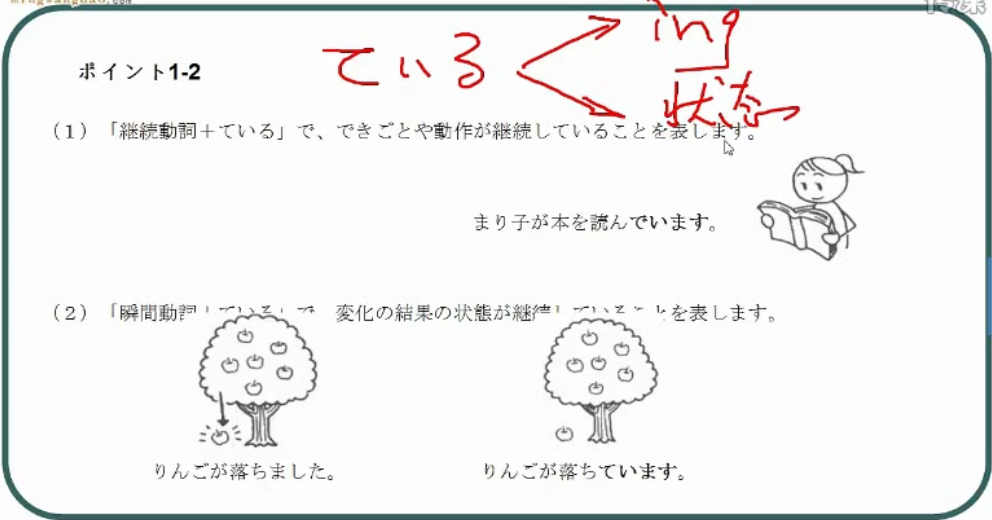 ている
ing
状态
ポイント1-2
（1）「継続動詞＋ている」で、できごとや動作が継続していることを表します。
まり子が本を読んでいます。
（2）「瞬間動詞＋ている」で、変化の結果の状態が継続していることを表します。
りんごが落ちました。
りんごが落ちています。